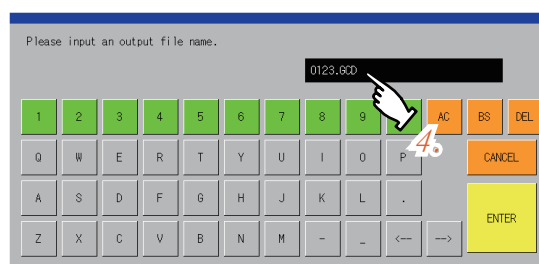 Please input an output file name.
0123.GCD
1 2 3 4 5 6 7 8 9 AC BS DEL
4.
Q W E R T Y U I O P CANCEL
A S D F G H J K L .
ENTER
Z X C V B N M - _ <-- -->